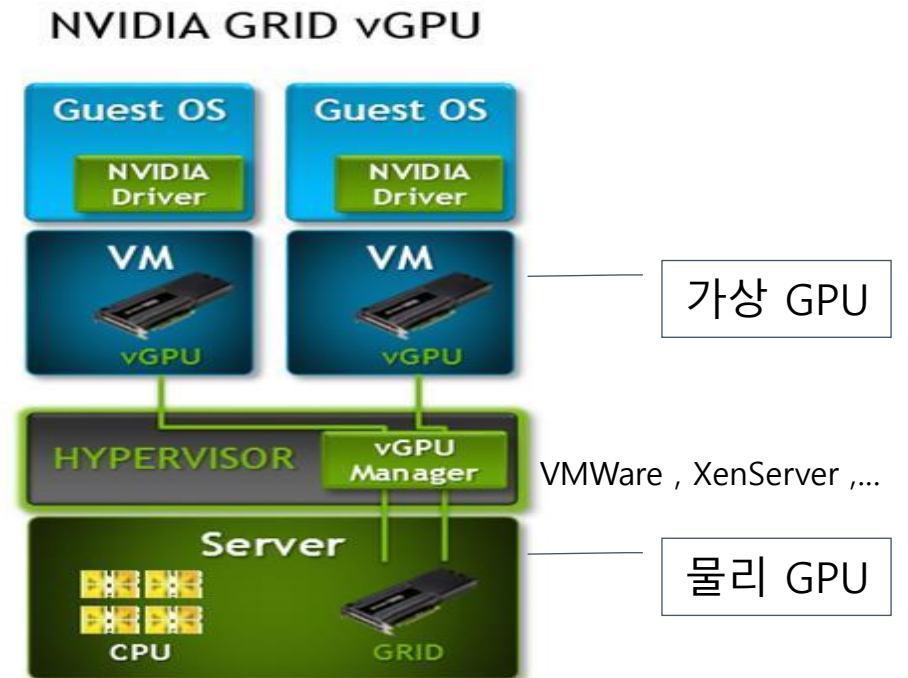 NVIDIA GRID vGPU
Guest OS
NVIDIA
Driver
Guest OS
NVIDIA
Driver
VM
vGPU
VM
vGPU
가상 GPU
HYPERVISOR
vGPU
Manager
VMWare , XenServer ,...
Server
CPU
GRID
물리 GPU